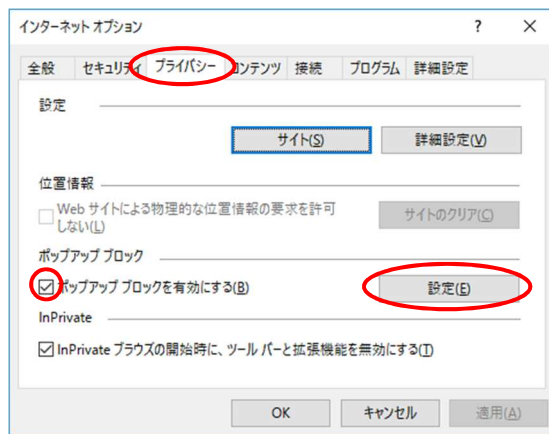 インターネット オプション ? ×
全般 セキュリティ プライバシー コンテンツ 接続 プログラム 詳細設定
設定
サイト(S) 詳細設定(V)
位置情報
Web サイトによる物理的な位置情報の要求を許可
しない(L)
サイトのクリア(C)
ポップアップ ブロック
ポップアップ ブロックを有効にする(B) 設定(E)
InPrivate
InPrivate ブラウズの開始時に、ツール バーと拡張機能を無効にする(T)
OK キャンセル 適用(A)